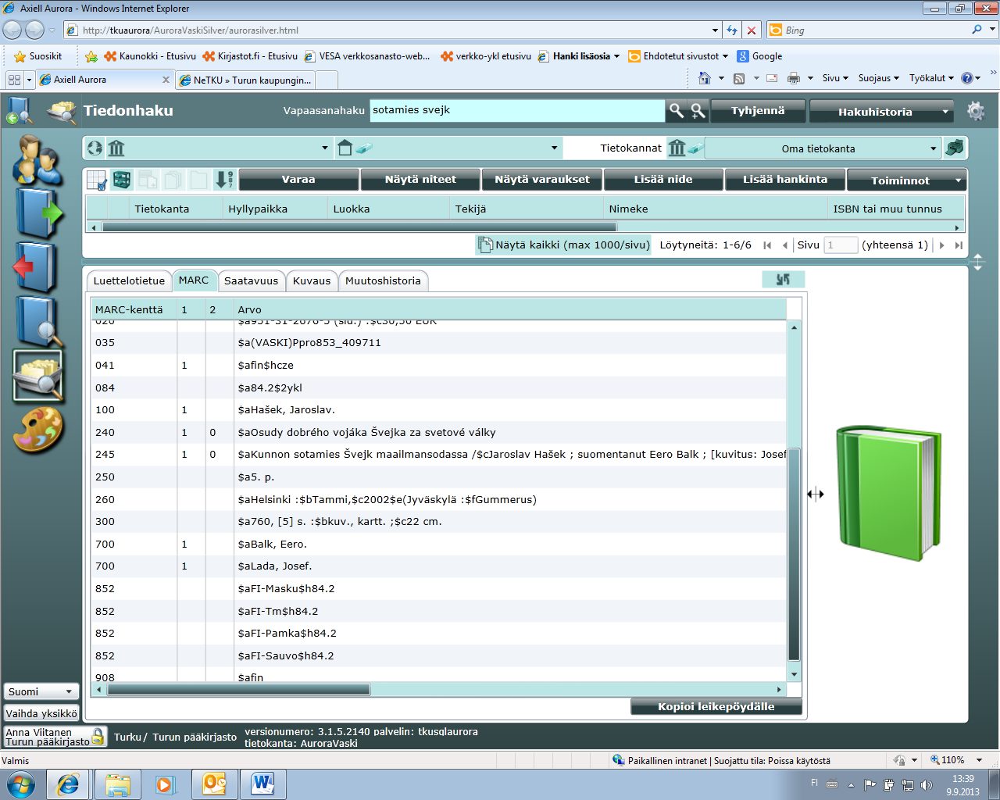 Axiell Aurora - Windows Internet Explorer
http://tkuaurora/AuroraVaskiSilver/aurorasilver.html
Bing
Suosikit
Kaunokki - Etusivu
Kirjastot.fi - Etusivu
VESA verkkosanasto-web...
verkko-ykl etusivu
Hanki lisäosia
Ehdotetut sivustot
Google
Axiell Aurora
NeTKU » Turun kaupungin...
Sivu
Suojaus
Työkalut
Tiedonhaku
Vapaasanahaku
sotamies svejk
Tyhjennä
Hakuhistoria
Tietokannat
Oma tietokanta
Varaa
Näytä niteet
Näytä varaukset
Lisää nide
Lisää hankinta
Toiminnot
Tietokanta
Hyllypaikka
Luokka
Tekijä
Nimeke
ISBN tai muu tunnus
Näytä kaikki (max 1000/sivu)
Löytyneitä: 1-6/6
Sivu
1
(yhteensä 1)
Luettelotietue
MARC
Saatavuus
Kuvaus
Muutoshistoria
MARC-kenttä 1 2 Arvo
020 $a951-31-2676-5 (sid.) :$c30,50 EUR
035 $a(VASKI)Ppro853_409711
041 1 $afin$hcze
084 $a84.2$2ykl
100 1 $aHašek, Jaroslav.
240 1 0 $aOsudy dobrého vojáka Švejka za svetové války
245 1 0 $aKunnon sotamies Švejk maailmansodassa /$cJaroslav Hašek ; suomentanut Eero Balk ; [kuvitus: Josef
250 $a5. p.
260 $aHelsinki :$bTammi,$c2002$e(Jyväskylä :$fGummerus)
300 $a760, [5] s. :$bkuv., kartt. ;$c22 cm.
700 1 $aBalk, Eero.
700 1 $aLada, Josef.
852 $aFI-Masku$h84.2
852 $aFI-Tm$h84.2
852 $aFI-Pamka$h84.2
852 $aFI-Sauvo$h84.2
908 $afin
Kopioi leikepöydälle
Suomi
Vaihda yksikkö
Anna Viitanen
Turun pääkirjasto
Turku / Turun pääkirjasto
versionumero: 3.1.5.2140 palvelin: tkusqlaurora
tietokanta: AuroraVaski
Valmis
Paikallinen intranet | Suojattu tila: Poissa käytöstä
110%
FI
13:39
9.9.2013